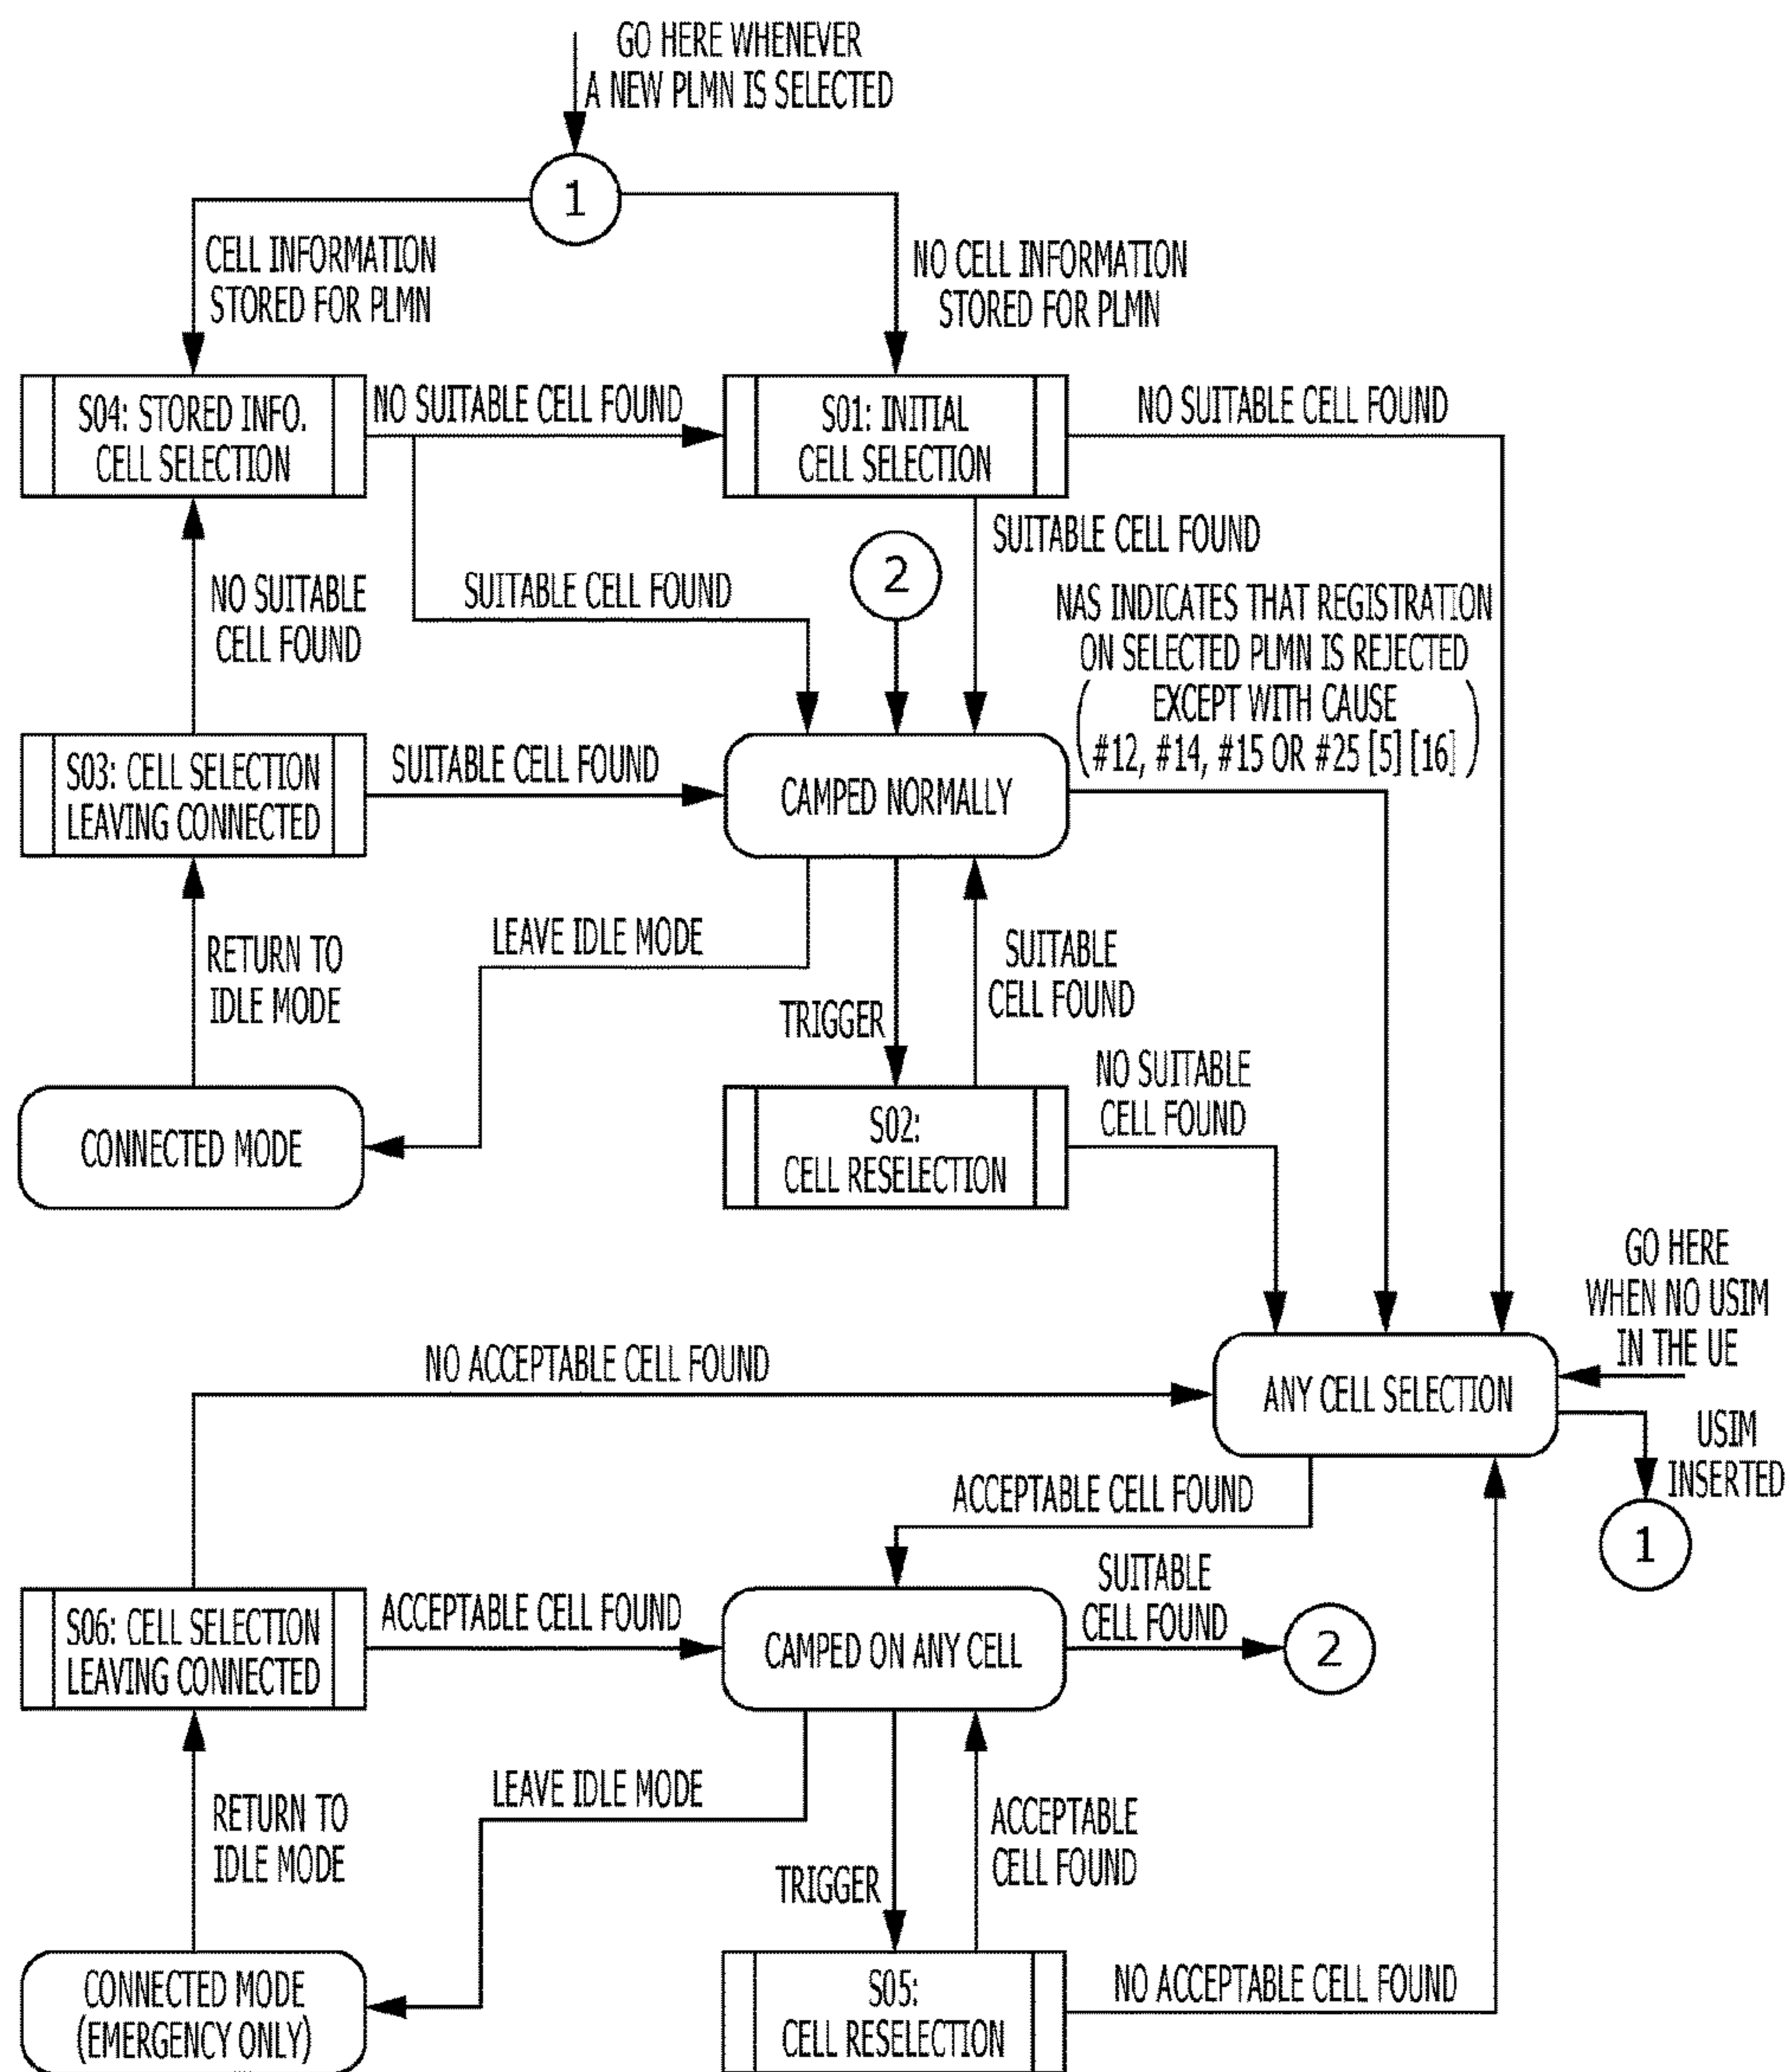 GO HERE WHENEVER
A NEW PLMN IS SELECTED
1
CELL INFORMATION
STORED FOR PLMN
NO CELL INFORMATION
STORED FOR PLMN
S04: STORED INFO.
CELL SELECTION
NO SUITABLE CELL FOUND
S01: INITIAL
CELL SELECTION
NO SUITABLE CELL FOUND
SUITABLE CELL FOUND
2
NO SUITABLE
CELL FOUND
SUITABLE CELL FOUND
NAS INDICATES THAT REGISTRATION
ON SELECTED PLMN IS REJECTED
(EXCEPT WITH CAUSE
#12, #14, #15 OR #25 [5] [16])
S03: CELL SELECTION
LEAVING CONNECTED
SUITABLE CELL FOUND
CAMPED NORMALLY
RETURN TO
IDLE MODE
LEAVE IDLE MODE
TRIGGER
SUITABLE
CELL FOUND
NO SUITABLE
CELL FOUND
CONNECTED MODE
S02:
CELL RESELECTION
GO HERE
WHEN NO USIM
IN THE UE
NO ACCEPTABLE CELL FOUND
ANY CELL SELECTION
USIM
INSERTED
1
ACCEPTABLE CELL FOUND
S06: CELL SELECTION
LEAVING CONNECTED
ACCEPTABLE CELL FOUND
CAMPED ON ANY CELL
SUITABLE
CELL FOUND
2
RETURN TO
IDLE MODE
LEAVE IDLE MODE
TRIGGER
ACCEPTABLE
CELL FOUND
CONNECTED MODE
(EMERGENCY ONLY)
S05:
CELL RESELECTION
NO ACCEPTABLE CELL FOUND